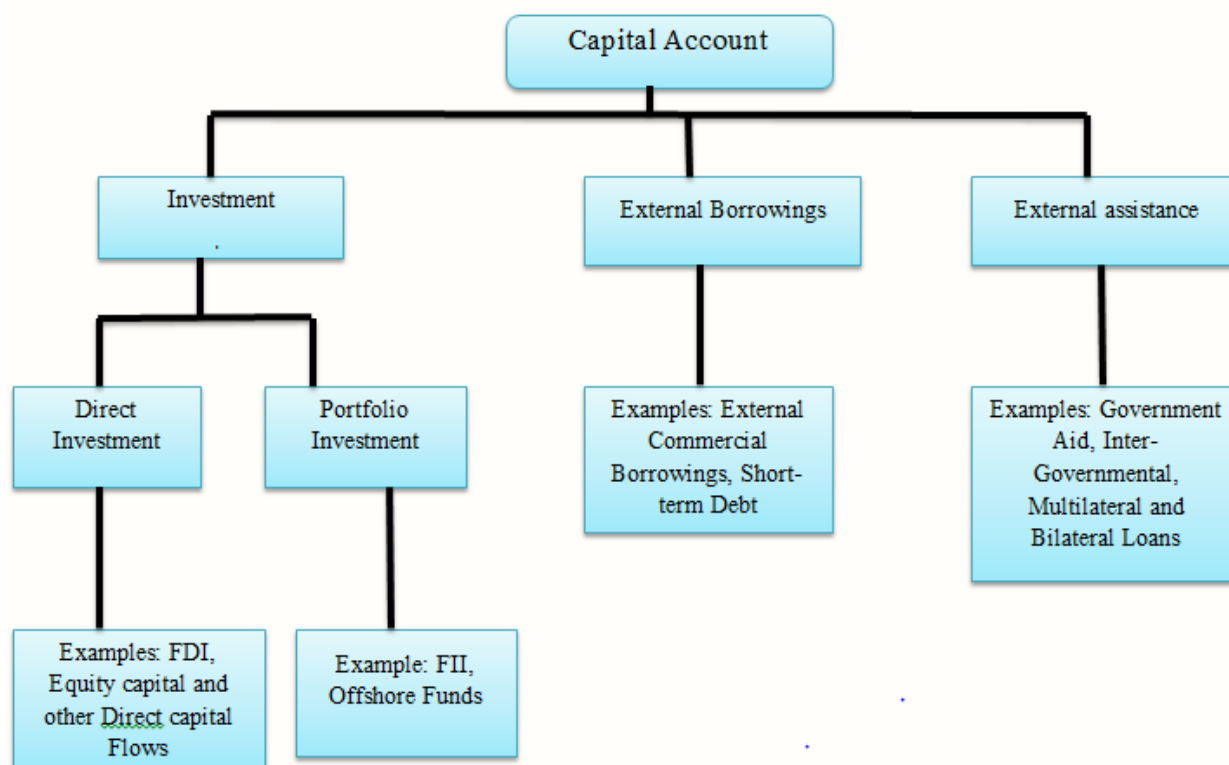 Capital Account
Investment
.
External Borrowings
External assistance
Direct
Investment
Portfolio
Investment
Examples: External
Commercial
Borrowings, Short-
term Debt
Examples: Government
Aid, Inter-
Governmental,
Multilateral and
Bilateral Loans
Examples: FDI,
Equity capital and
other Direct capital
Flows
Example: FII,
Offshore Funds